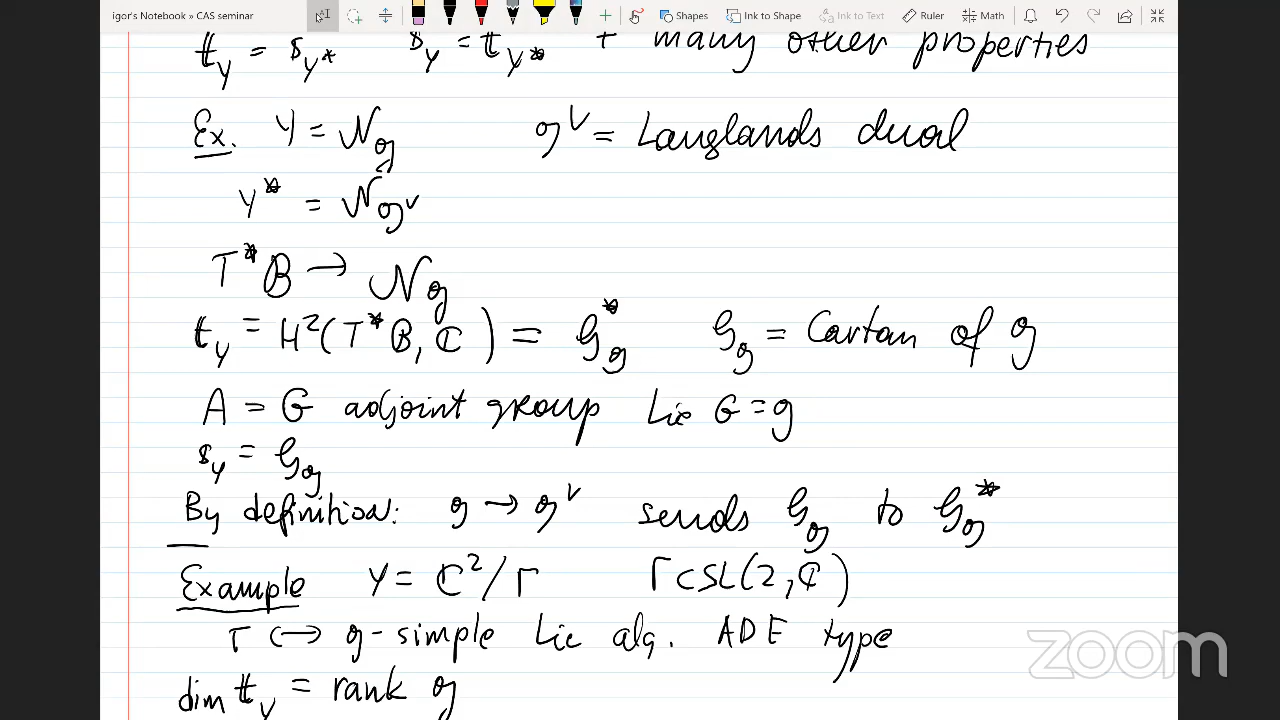 igor's Notebook » CAS seminar
Shapes Ink to Shape Ink to Text Ruler Math
𝔱_Y = 𝔰_{Y*} 𝔰_Y = 𝔱_{Y*} + many other properties
Ex. Y = 𝒩_𝔤 𝔤^∨ = Langlands dual
Y* = 𝒩_{𝔤^∨}
T*ℬ → 𝒩_𝔤
𝔱_Y = H²(T*ℬ, ℂ) = 𝔥*_𝔤 𝔥_𝔤 = Cartan of 𝔤
A = G adjoint group Lie G = 𝔤
𝔰_Y = 𝔥_𝔤
By definition: 𝔤 → 𝔤^∨ sends 𝔥_𝔤 to 𝔥*_𝔤
Example Y = ℂ²/Γ Γ ⊂ SL(2, ℂ)
Γ ↔ 𝔤 - simple Lie alg. ADE type
dim 𝔱_Y = rank 𝔤
zoom